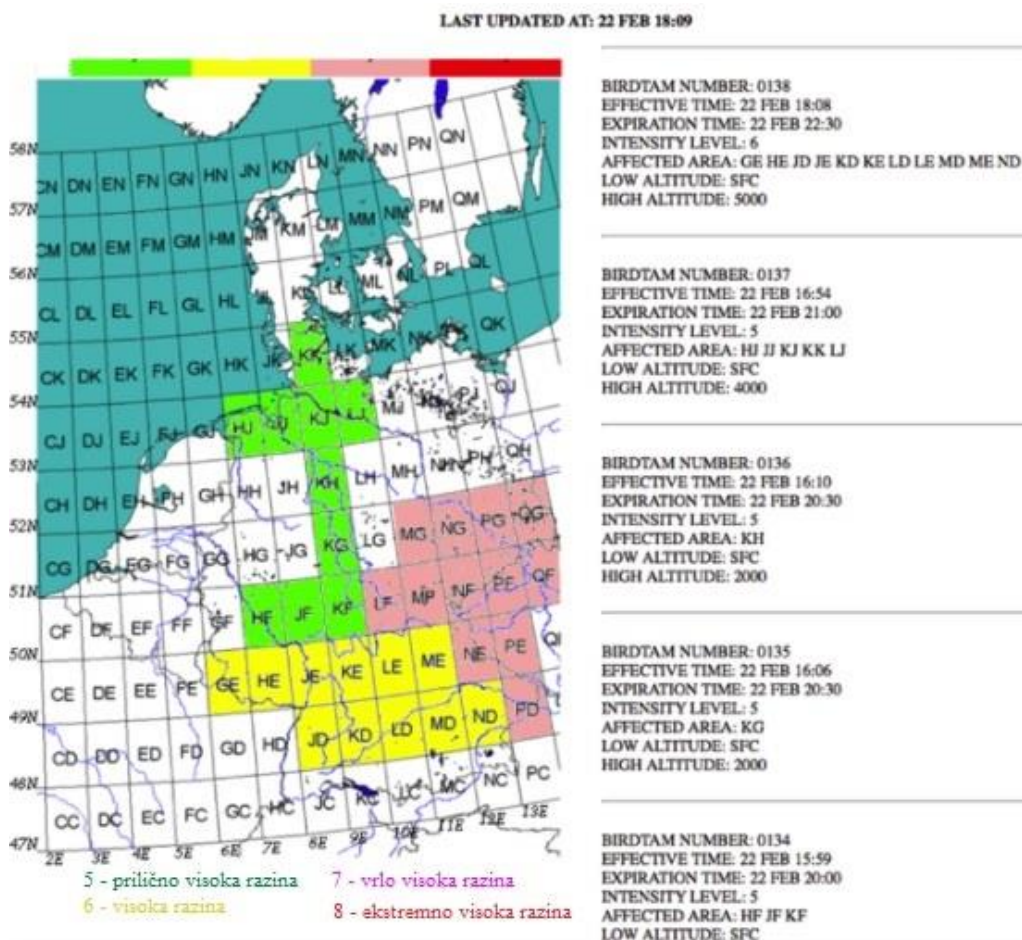 LAST UPDATED AT: 22 FEB 18:09
58N
CN DN EN FN GN HN JN KN LN MN NN PN QN
57N
CM DM EM FM GM HM JM KM LM MM NM PM QM
56N
CL DL EL FL GL HL ML NL PL QL
55N
CK DK EK FK GK HK JK KK LK MK NK QK
54N
CJ DJ EJ FJ GJ HJ KJ LJ MJ PJ QJ
53N
CH DH EH FH GH HH JH KH LH MH PH QH
52N
CG DG EG FG GG HG JG KG LG MG NG PG QG
51N
CF DF EF FF GF HF JF KF LF MF NF PF QF
50N
CE DE EE FE GE HE JE KE LE ME NE PE
49N
CD DD ED FD GD HD JD KD LD MD ND PD
48N
CC DC EC FC GC HC JC KC LC MC NC PC
47N
2E 3E 4E 5E 6E 7E 8E 9E 10E 11E 12E 13E
5 - prilično visoka razina
7 - vrlo visoka razina
6 - visoka razina
8 - ekstremno visoka razina
BIRDTAM NUMBER: 0138
EFFECTIVE TIME: 22 FEB 18:08
EXPIRATION TIME: 22 FEB 22:30
INTENSITY LEVEL: 6
AFFECTED AREA: GE HE JD JE KD KE LD LE MD ME ND
LOW ALTITUDE: SFC
HIGH ALTITUDE: 5000
BIRDTAM NUMBER: 0137
EFFECTIVE TIME: 22 FEB 16:54
EXPIRATION TIME: 22 FEB 21:00
INTENSITY LEVEL: 5
AFFECTED AREA: HJ JJ KJ KK LJ
LOW ALTITUDE: SFC
HIGH ALTITUDE: 4000
BIRDTAM NUMBER: 0136
EFFECTIVE TIME: 22 FEB 16:10
EXPIRATION TIME: 22 FEB 20:30
INTENSITY LEVEL: 5
AFFECTED AREA: KH
LOW ALTITUDE: SFC
HIGH ALTITUDE: 2000
BIRDTAM NUMBER: 0135
EFFECTIVE TIME: 22 FEB 16:06
EXPIRATION TIME: 22 FEB 20:30
INTENSITY LEVEL: 5
AFFECTED AREA: KG
LOW ALTITUDE: SFC
HIGH ALTITUDE: 2000
BIRDTAM NUMBER: 0134
EFFECTIVE TIME: 22 FEB 15:59
EXPIRATION TIME: 22 FEB 20:00
INTENSITY LEVEL: 5
AFFECTED AREA: HF JF KF
LOW ALTITUDE: SFC